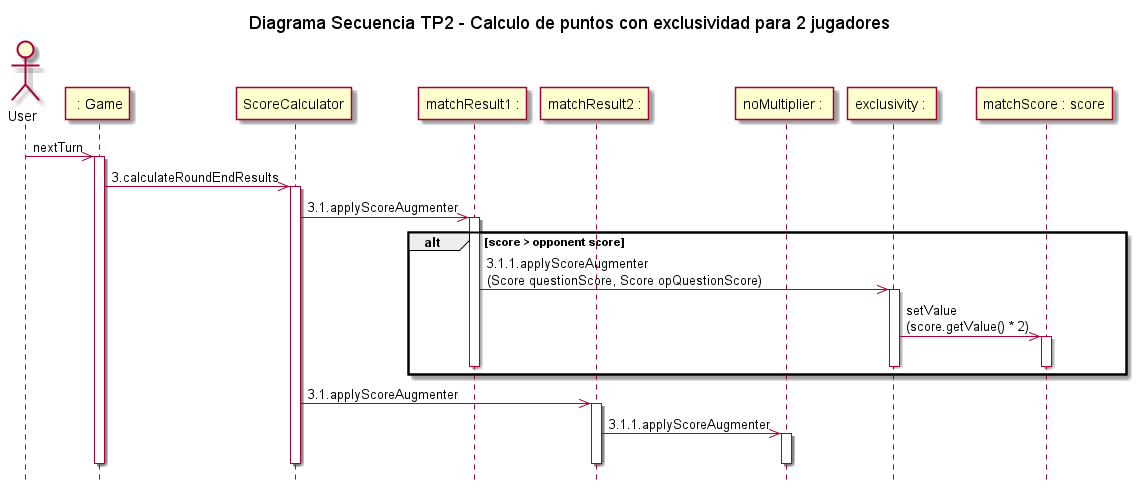 Diagrama Secuencia TP2 - Calculo de puntos con exclusividad para 2 jugadores
User
: Game
ScoreCalculator
matchResult1 :
matchResult2 :
noMultiplier :
exclusivity :
matchScore : score
nextTurn
3.calculateRoundEndResults
3.1.applyScoreAugmenter
alt
[score > opponent score]
3.1.1.applyScoreAugmenter
(Score questionScore, Score opQuestionScore)
setValue
(score.getValue() * 2)
3.1.applyScoreAugmenter
3.1.1.applyScoreAugmenter